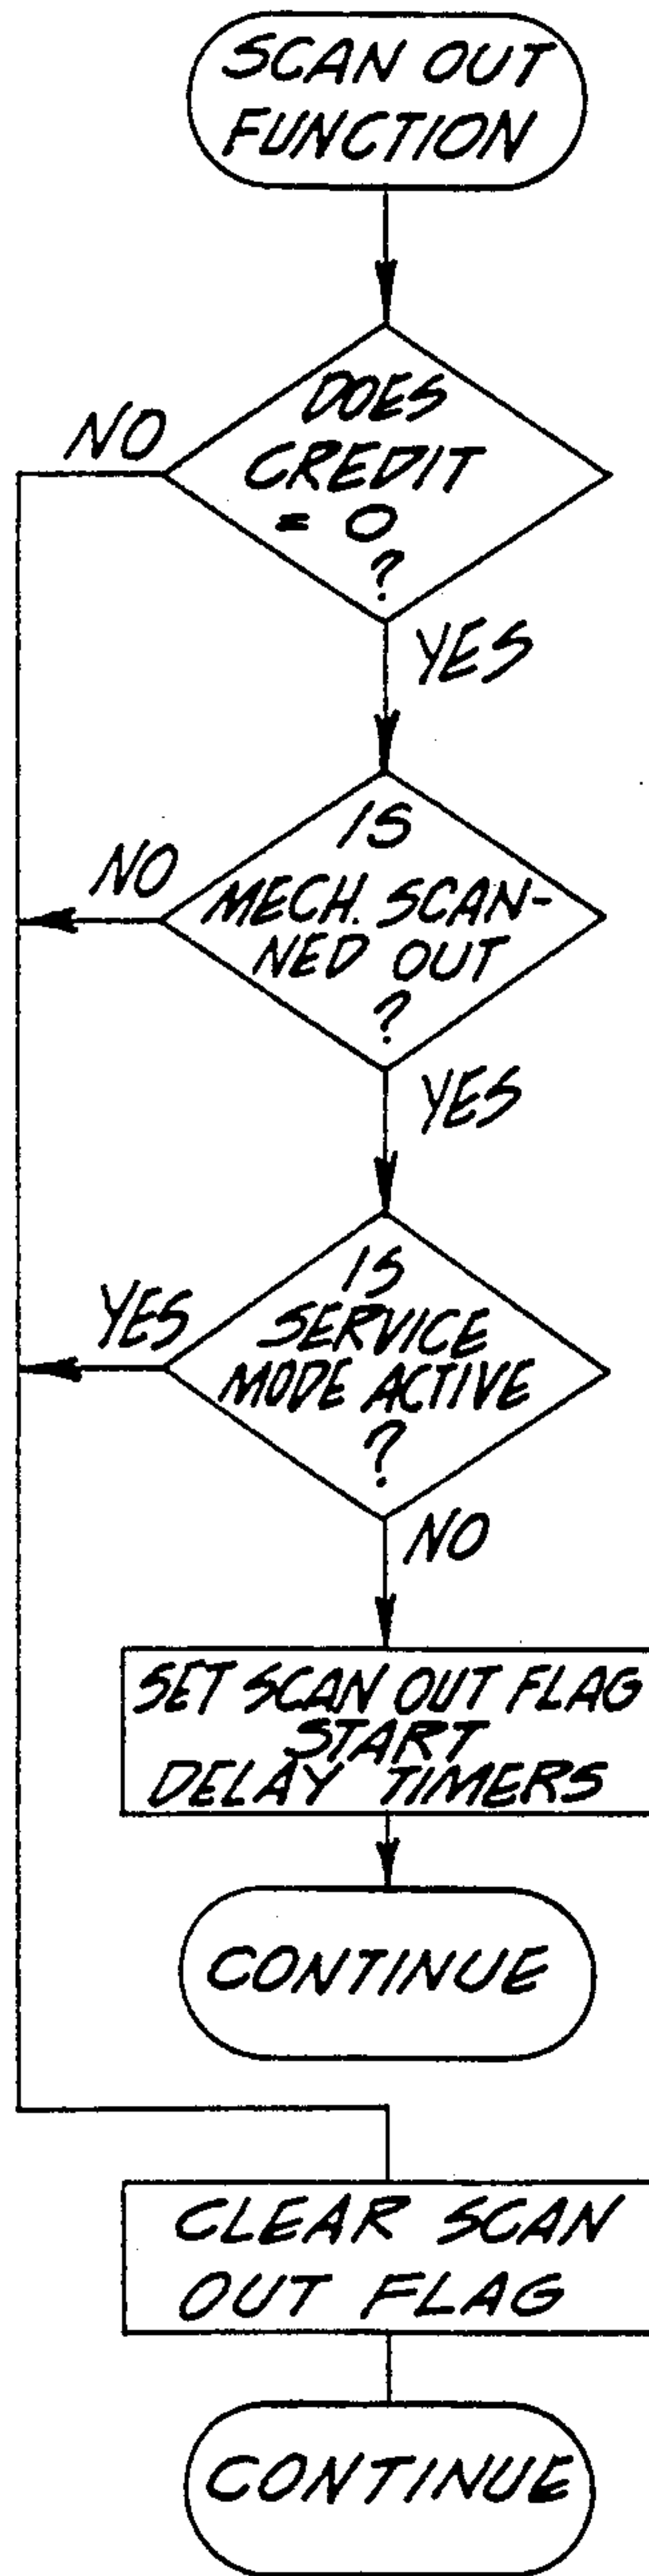 SCAN OUT
FUNCTION
DOES
CREDIT
= 0
?
NO
YES
IS
MECH. SCAN-
NED OUT
?
NO
YES
IS
SERVICE
MODE ACTIVE
?
YES
NO
SET SCAN OUT FLAG
START
DELAY TIMERS
CONTINUE
CLEAR SCAN
OUT FLAG
CONTINUE